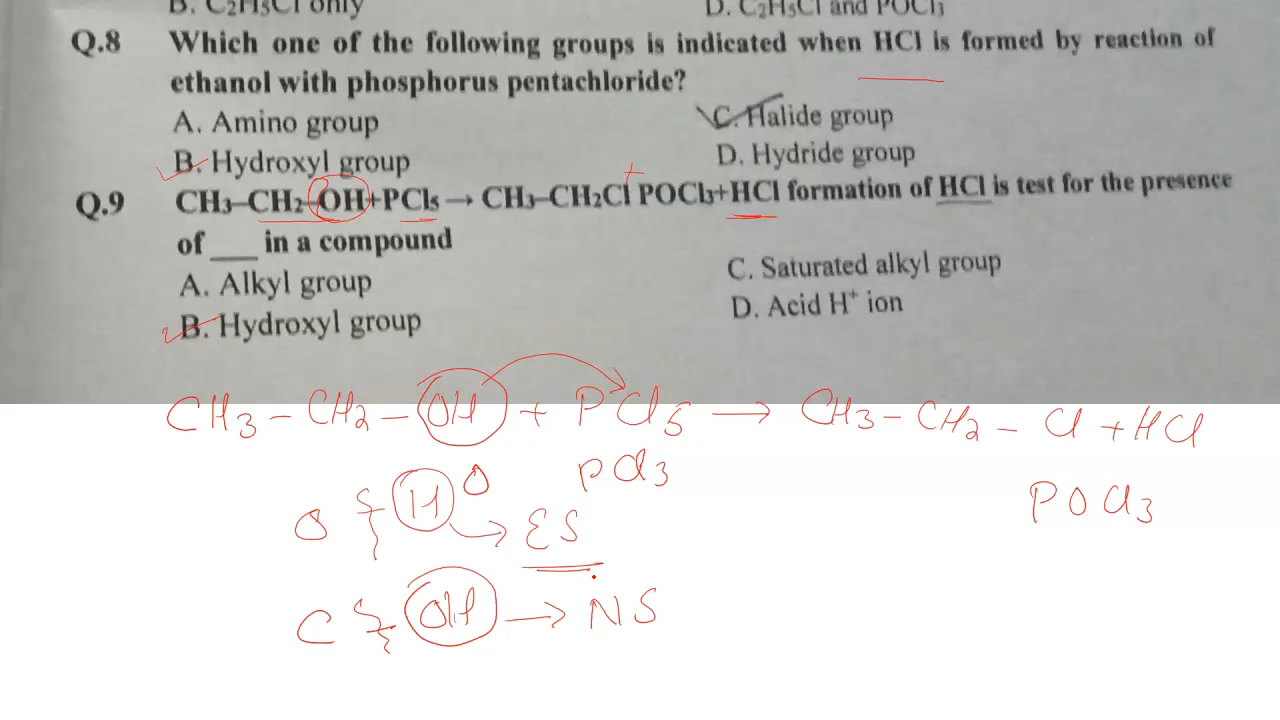 B. C₂H₅Cl only D. C₂H₅Cl and POCl₃
Q.8 Which one of the following groups is indicated when HCl is formed by reaction of
ethanol with phosphorus pentachloride?
A. Amino group C. Halide group
B. Hydroxyl group D. Hydride group
Q.9 CH₃–CH₂–OH+PCl₅ → CH₃–CH₂Cl + POCl₃+HCl formation of HCl is test for the presence
of ___ in a compound
A. Alkyl group C. Saturated alkyl group
B. Hydroxyl group D. Acid H⁺ ion
CH₃ – CH₂ – OH + PCl₅ → CH₃ – CH₂ – Cl + HCl
PCl₃ POCl₃
O H O → ES
C OH → NS